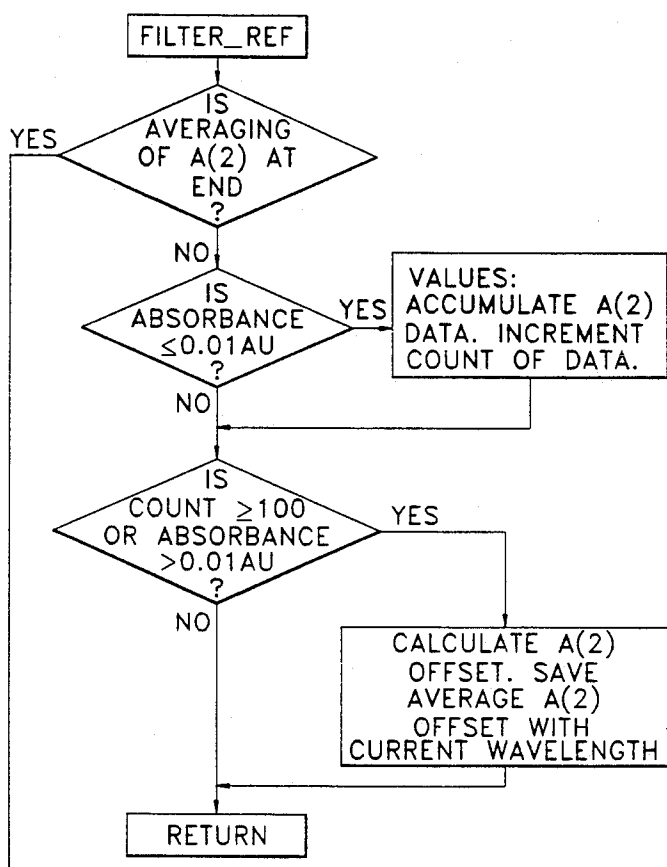 FILTER_REF
IS
AVERAGING
OF A(2) AT
END
?
YES
NO
IS
ABSORBANCE
≤0.01AU
?
YES
NO
VALUES:
ACCUMULATE A(2)
DATA. INCREMENT
COUNT OF DATA.
IS
COUNT ≥100
OR ABSORBANCE
>0.01AU
?
YES
NO
CALCULATE A(2)
OFFSET. SAVE
AVERAGE A(2)
OFFSET WITH
CURRENT WAVELENGTH
RETURN